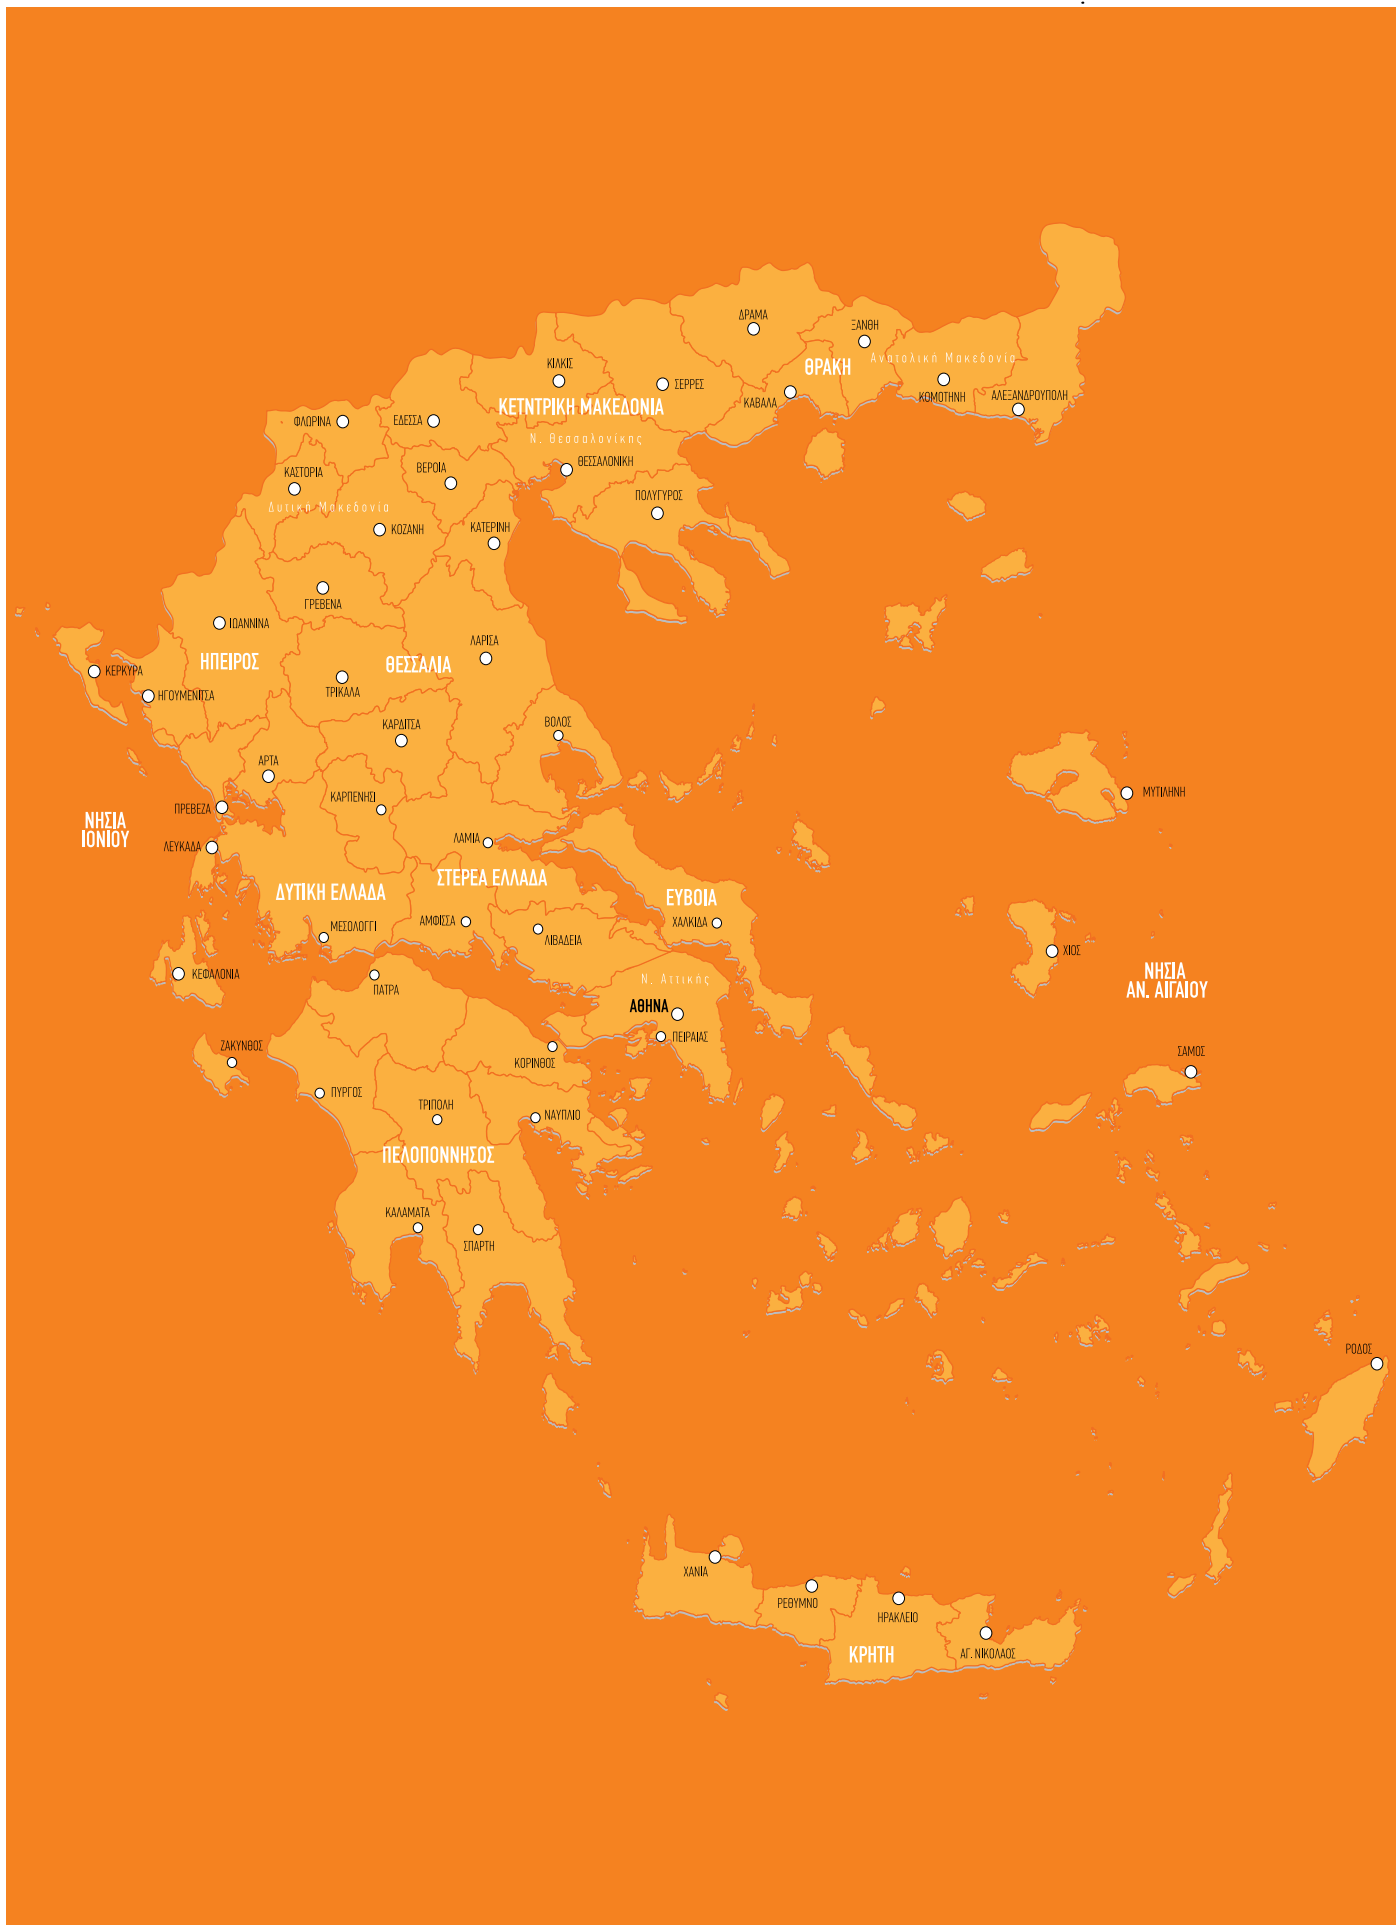 ΔΡΑΜΑ
ΞΑΝΘΗ
Ανατολική Μακεδονία
ΘΡΑΚΗ
ΚΙΛΚΙΣ
ΣΕΡΡΕΣ
ΚΑΒΑΛΑ
ΚΟΜΟΤΗΝΗ
ΑΛΕΞΑΝΔΡΟΥΠΟΛΗ
ΚΕΤΝΤΡΙΚΗ ΜΑΚΕΔΟΝΙΑ
ΦΛΩΡΙΝΑ
ΕΔΕΣΣΑ
Ν. Θεσσαλονίκης
ΘΕΣΣΑΛΟΝΙΚΗ
ΚΑΣΤΟΡΙΑ
ΒΕΡΟΙΑ
ΠΟΛΥΓΥΡΟΣ
Δυτική Μακεδονία
ΚΟΖΑΝΗ
ΚΑΤΕΡΙΝΗ
ΓΡΕΒΕΝΑ
ΙΩΑΝΝΙΝΑ
ΛΑΡΙΣΑ
ΗΠΕΙΡΟΣ
ΘΕΣΣΑΛΙΑ
ΚΕΡΚΥΡΑ
ΗΓΟΥΜΕΝΙΤΣΑ
ΤΡΙΚΑΛΑ
ΚΑΡΔΙΤΣΑ
ΒΟΛΟΣ
ΑΡΤΑ
ΜΥΤΙΛΗΝΗ
ΚΑΡΠΕΝΗΣΙ
ΠΡΕΒΕΖΑ
ΝΗΣΙΑ
ΙΟΝΙΟΥ
ΛΕΥΚΑΔΑ
ΛΑΜΙΑ
ΣΤΕΡΕΑ ΕΛΛΑΔΑ
ΔΥΤΙΚΗ ΕΛΛΑΔΑ
ΕΥΒΟΙΑ
ΜΕΣΟΛΟΓΓΙ
ΑΜΦΙΣΣΑ
ΧΑΛΚΙΔΑ
ΛΙΒΑΔΕΙΑ
ΧΙΟΣ
ΚΕΦΑΛΟΝΙΑ
ΠΑΤΡΑ
Ν. Αττικής
ΝΗΣΙΑ
ΑΝ. ΑΙΓΑΙΟΥ
ΑΘΗΝΑ
ΠΕΙΡΑΙΑΣ
ΖΑΚΥΝΘΟΣ
ΚΟΡΙΝΘΟΣ
ΣΑΜΟΣ
ΠΥΡΓΟΣ
ΤΡΙΠΟΛΗ
ΝΑΥΠΛΙΟ
ΠΕΛΟΠΟΝΝΗΣΟΣ
ΚΑΛΑΜΑΤΑ
ΣΠΑΡΤΗ
ΡΟΔΟΣ
ΧΑΝΙΑ
ΡΕΘΥΜΝΟ
ΗΡΑΚΛΕΙΟ
ΚΡΗΤΗ
ΑΓ. ΝΙΚΟΛΑΟΣ